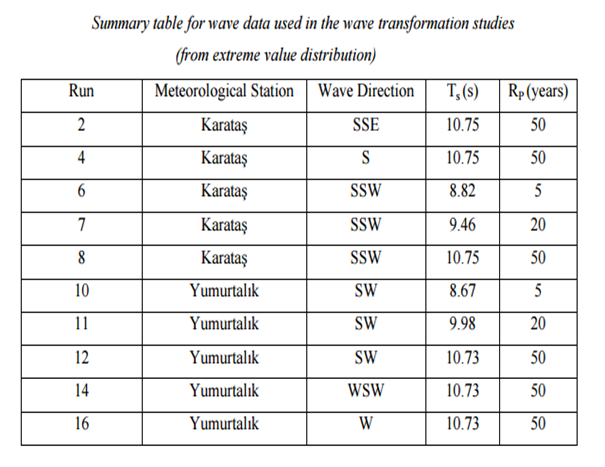 Summary table for wave data used in the wave transformation studies
(from extreme value distribution)
Run Meteorological Station Wave Direction Ts(s) RP(years)
2 Karataş SSE 10.75 50
4 Karataş S 10.75 50
6 Karataş SSW 8.82 5
7 Karataş SSW 9.46 20
8 Karataş SSW 10.75 50
10 Yumurtalık SW 8.67 5
11 Yumurtalık SW 9.98 20
12 Yumurtalık SW 10.73 50
14 Yumurtalık WSW 10.73 50
16 Yumurtalık W 10.73 50